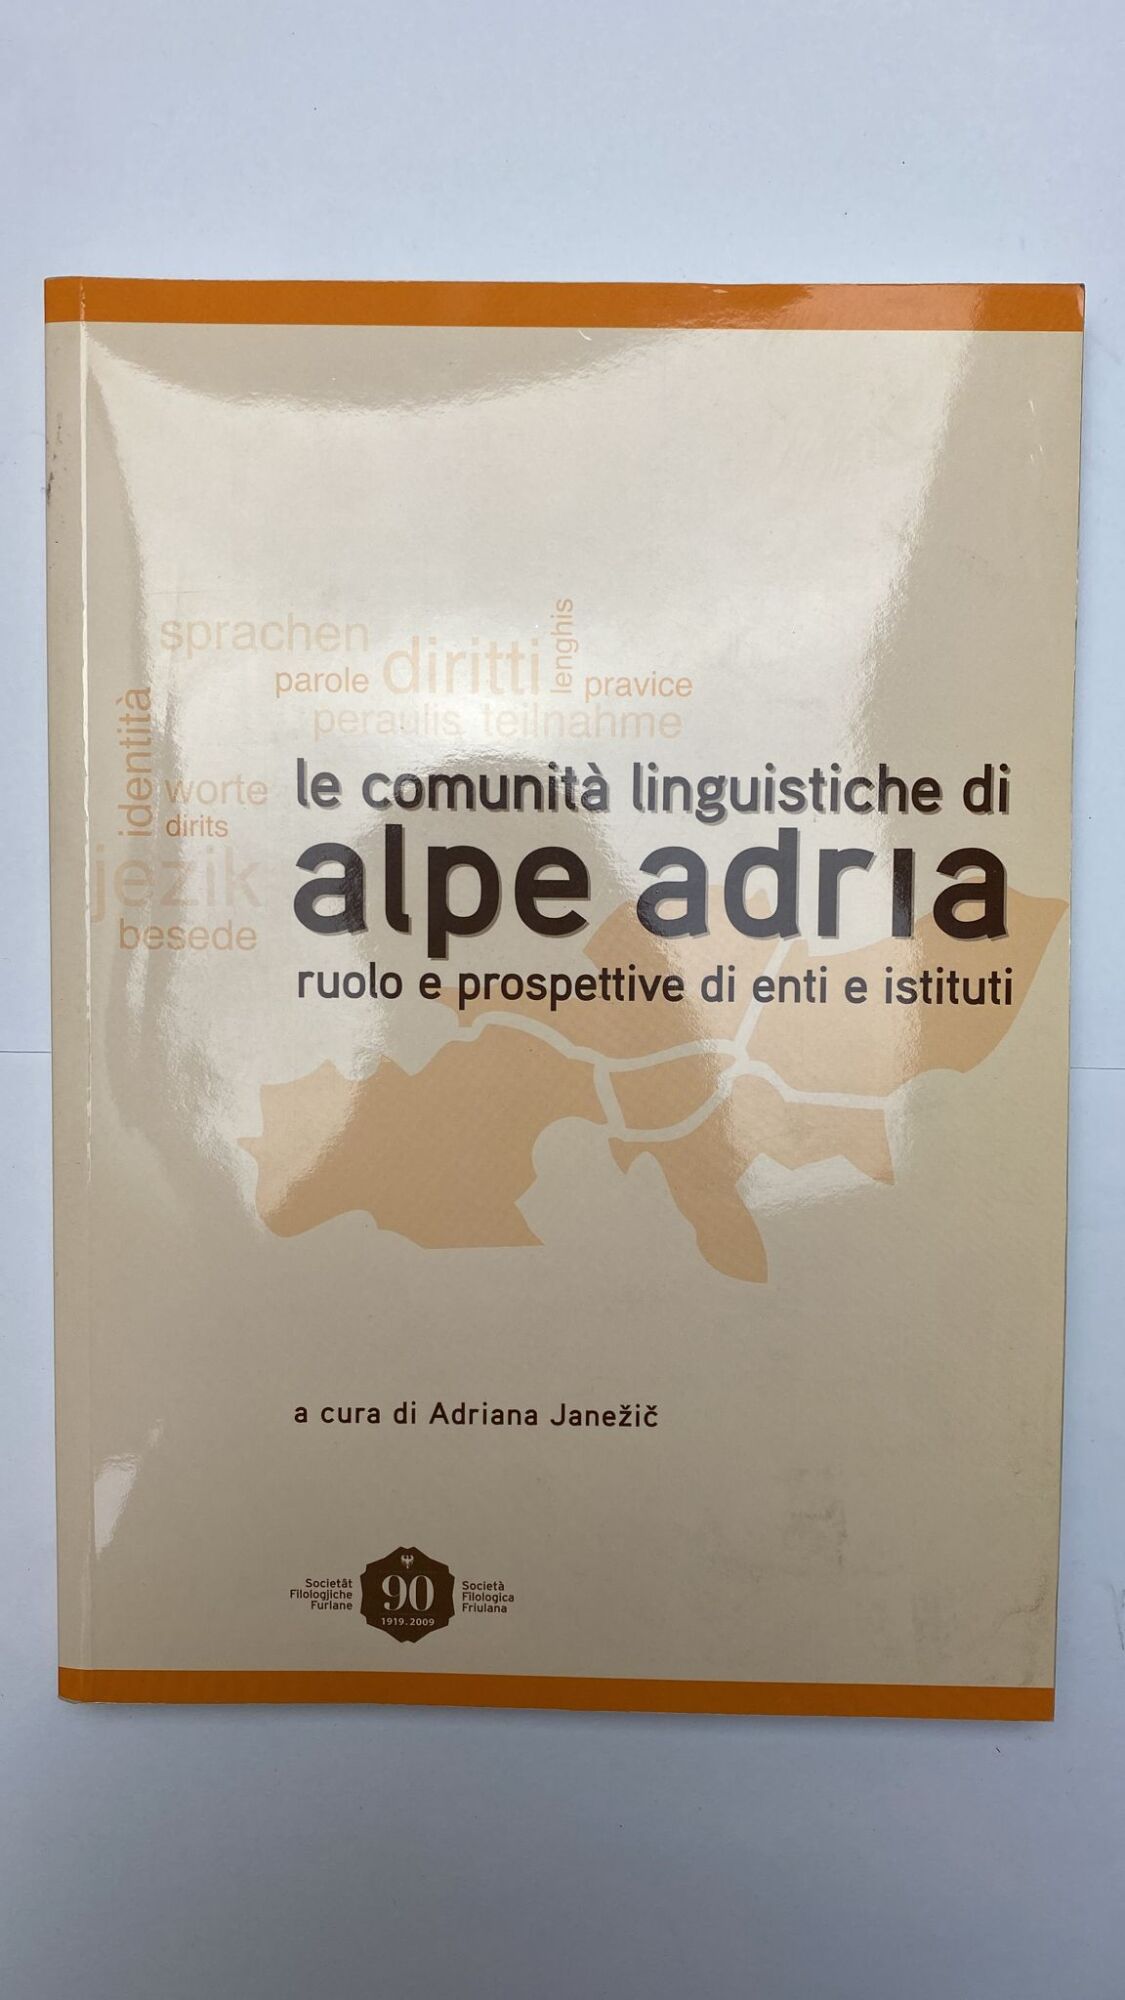 sprachen
parole diritti lenghis pravice
peraulis teilnahme
identità
worte
dirits
jezik
besede
le comunità linguistiche di
alpe adria
ruolo e prospettive di enti e istituti
a cura di Adriana Janežič
Societât
Filologjiche
Furlane
90
1919.2009
Società
Filologica
Friulana